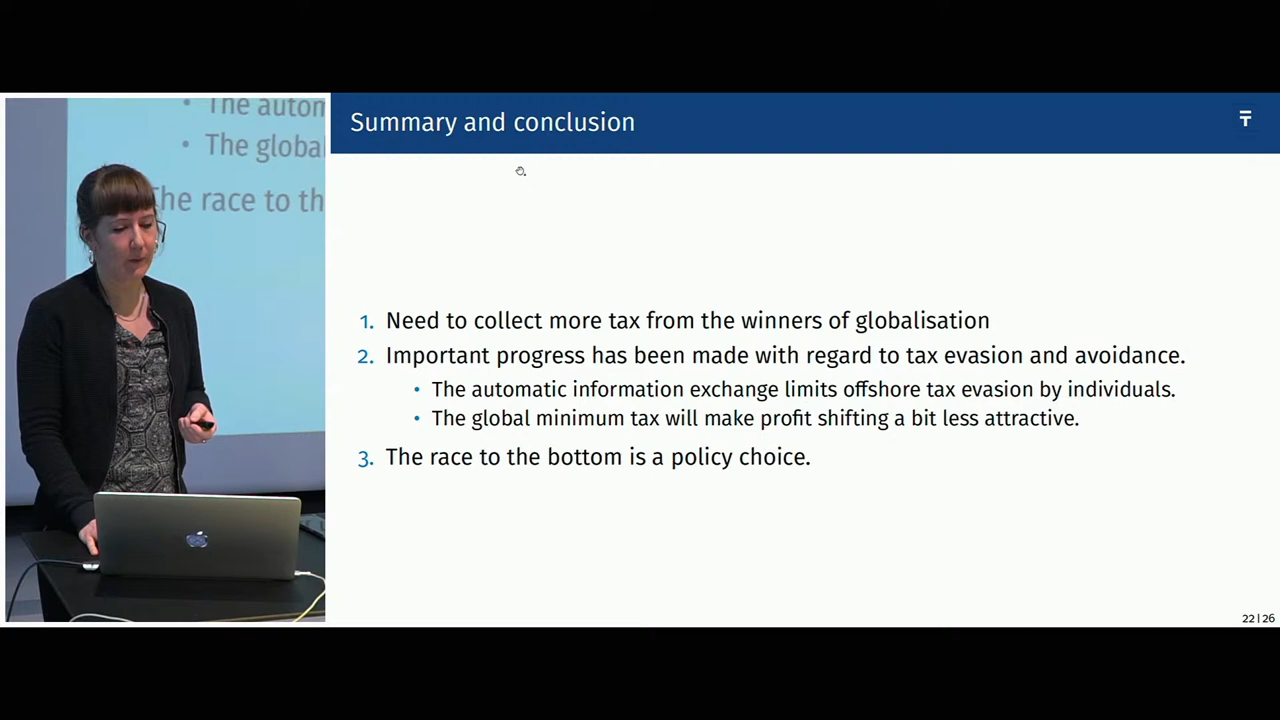 The autom
The global
The race to th
Summary and conclusion
1. Need to collect more tax from the winners of globalisation
2. Important progress has been made with regard to tax evasion and avoidance.
• The automatic information exchange limits offshore tax evasion by individuals.
• The global minimum tax will make profit shifting a bit less attractive.
3. The race to the bottom is a policy choice.
22 | 26